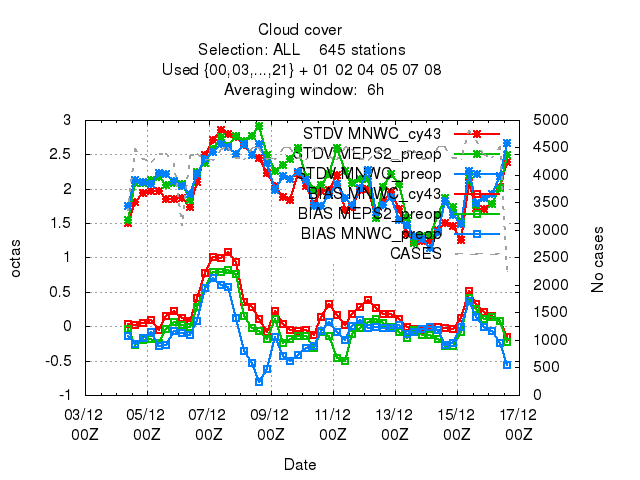 Cloud cover
Selection: ALL    645 stations
Used {00,03,...,21} + 01 02 04 05 07 08
Averaging window:  6h
3
2.5
2
1.5
1
0.5
0
-0.5
-1
octas
5000
4500
4000
3500
3000
2500
2000
1500
1000
500
0
No cases
STDV MNWC_cy43
STDV MEPS2_preop
STDV MNWC_preop
BIAS MNWC_cy43
BIAS MEPS2_preop
BIAS MNWC_preop
CASES
03/12 05/12 07/12 09/12 11/12 13/12 15/12 17/12
00Z 00Z 00Z 00Z 00Z 00Z 00Z 00Z
Date